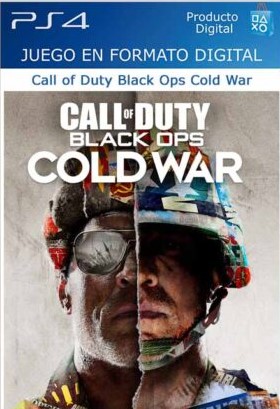 PS4
Producto
Digital
JUEGO EN FORMATO DIGITAL
Call of Duty Black Ops Cold War
CALL OF DUTY
BLACK OPS
COLD WAR